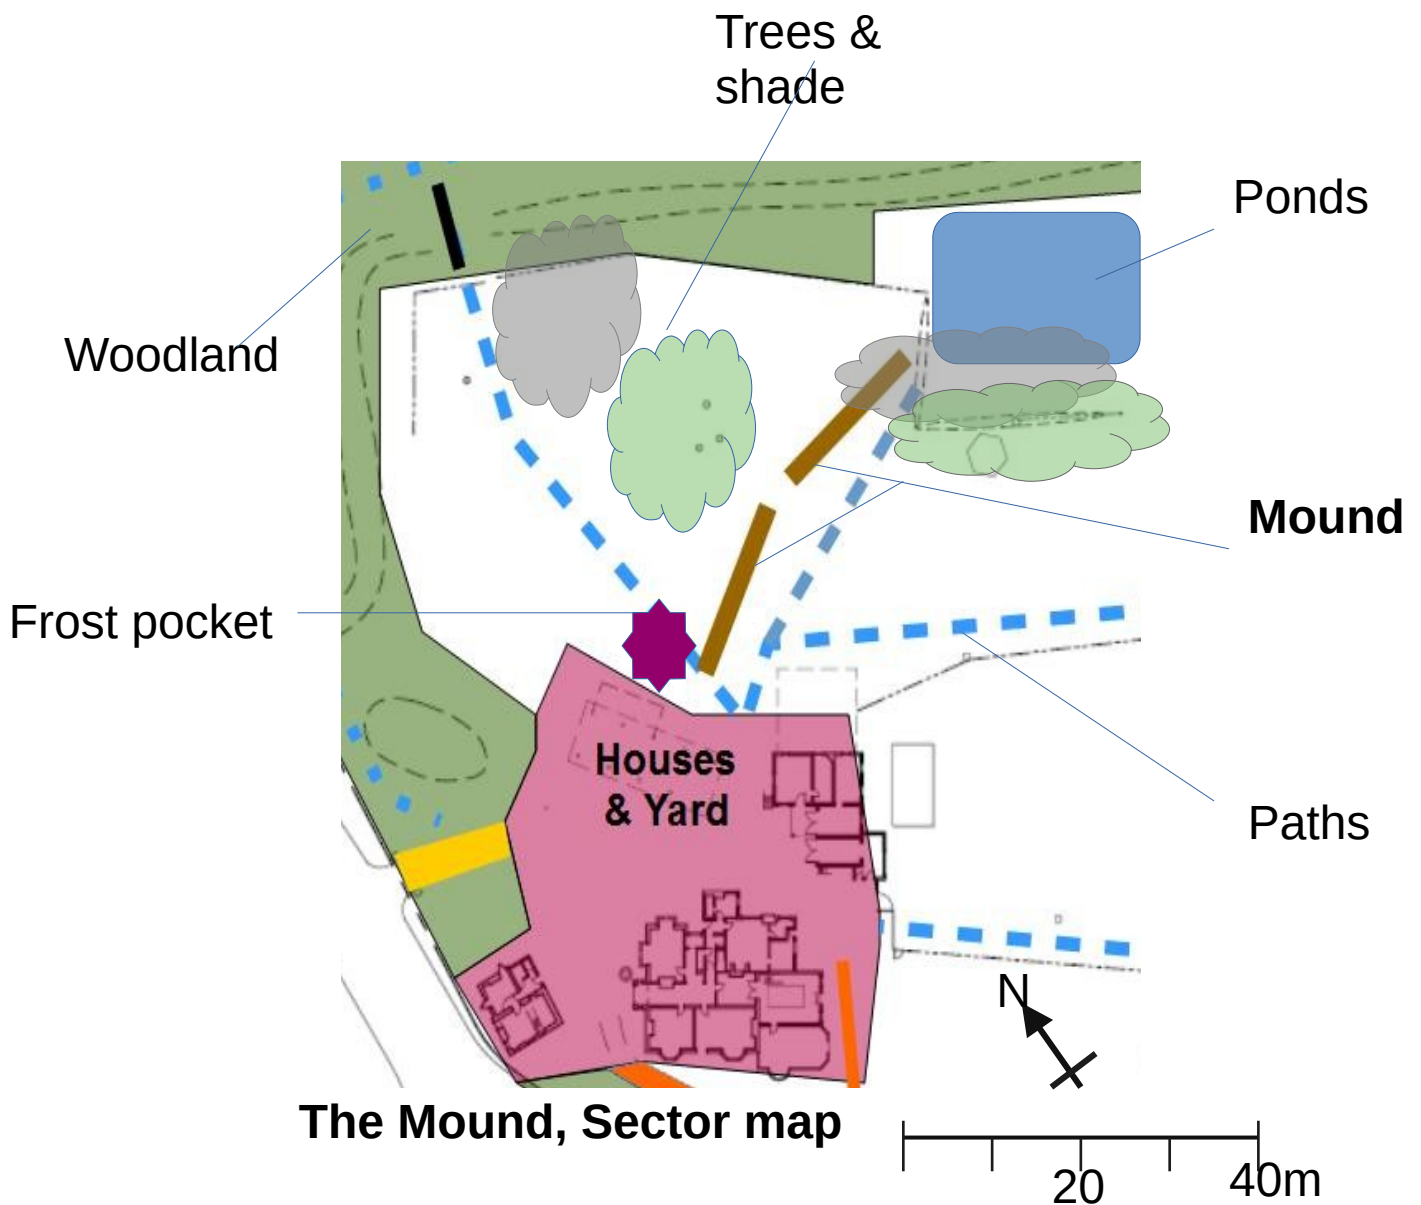 Trees &
shade
Ponds
Woodland
Mound
Frost pocket
Houses
& Yard
Paths
N
The Mound, Sector map
20
40m